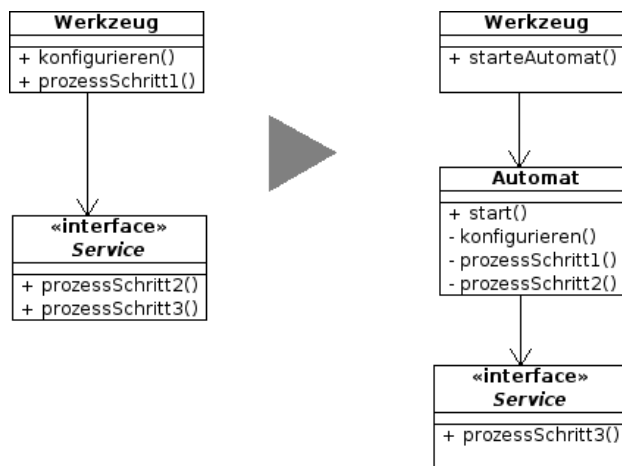 Werkzeug
+ konfigurieren()
+ prozessSchritt1()
«interface»
Service
+ prozessSchritt2()
+ prozessSchritt3()
Werkzeug
+ starteAutomat()
Automat
+ start()
- konfigurieren()
- prozessSchritt1()
- prozessSchritt2()
«interface»
Service
+ prozessSchritt3()